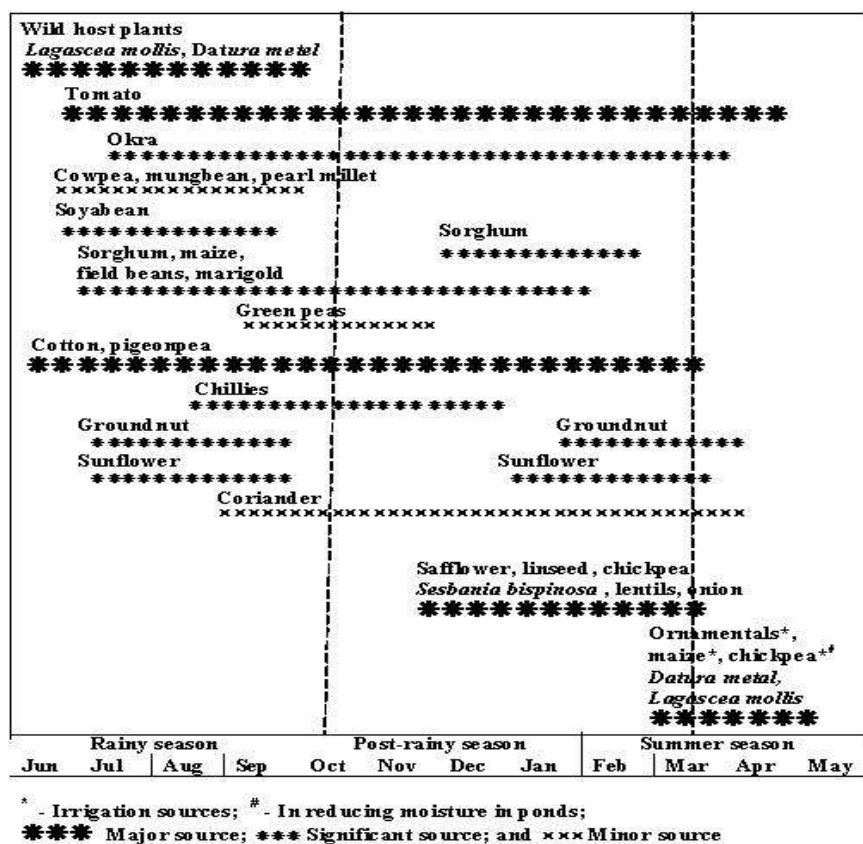 Wild host plants
Lagascea mollis, Datura metel
Tomato
Okra
Cowpea, mungbean, pearl millet
Soyabean
Sorghum
Sorghum, maize,
field beans, marigold
Green peas
Cotton, pigeonpea
Chillies
Groundnut Groundnut
Sunflower Sunflower
Coriander
Safflower, linseed, chickpea
Sesbania bispinosa, lentils, onion
Ornamentals*,
maize*, chickpea*#
Datura metal,
Lagascea mollis
Rainy season Post-rainy season Summer season
Jun Jul | Aug | Sep Oct Nov Dec Jan Feb | Mar Apr May
* - Irrigation sources; # - In reducing moisture in ponds;
*** Major source; *** Significant source; and ××× Minor source